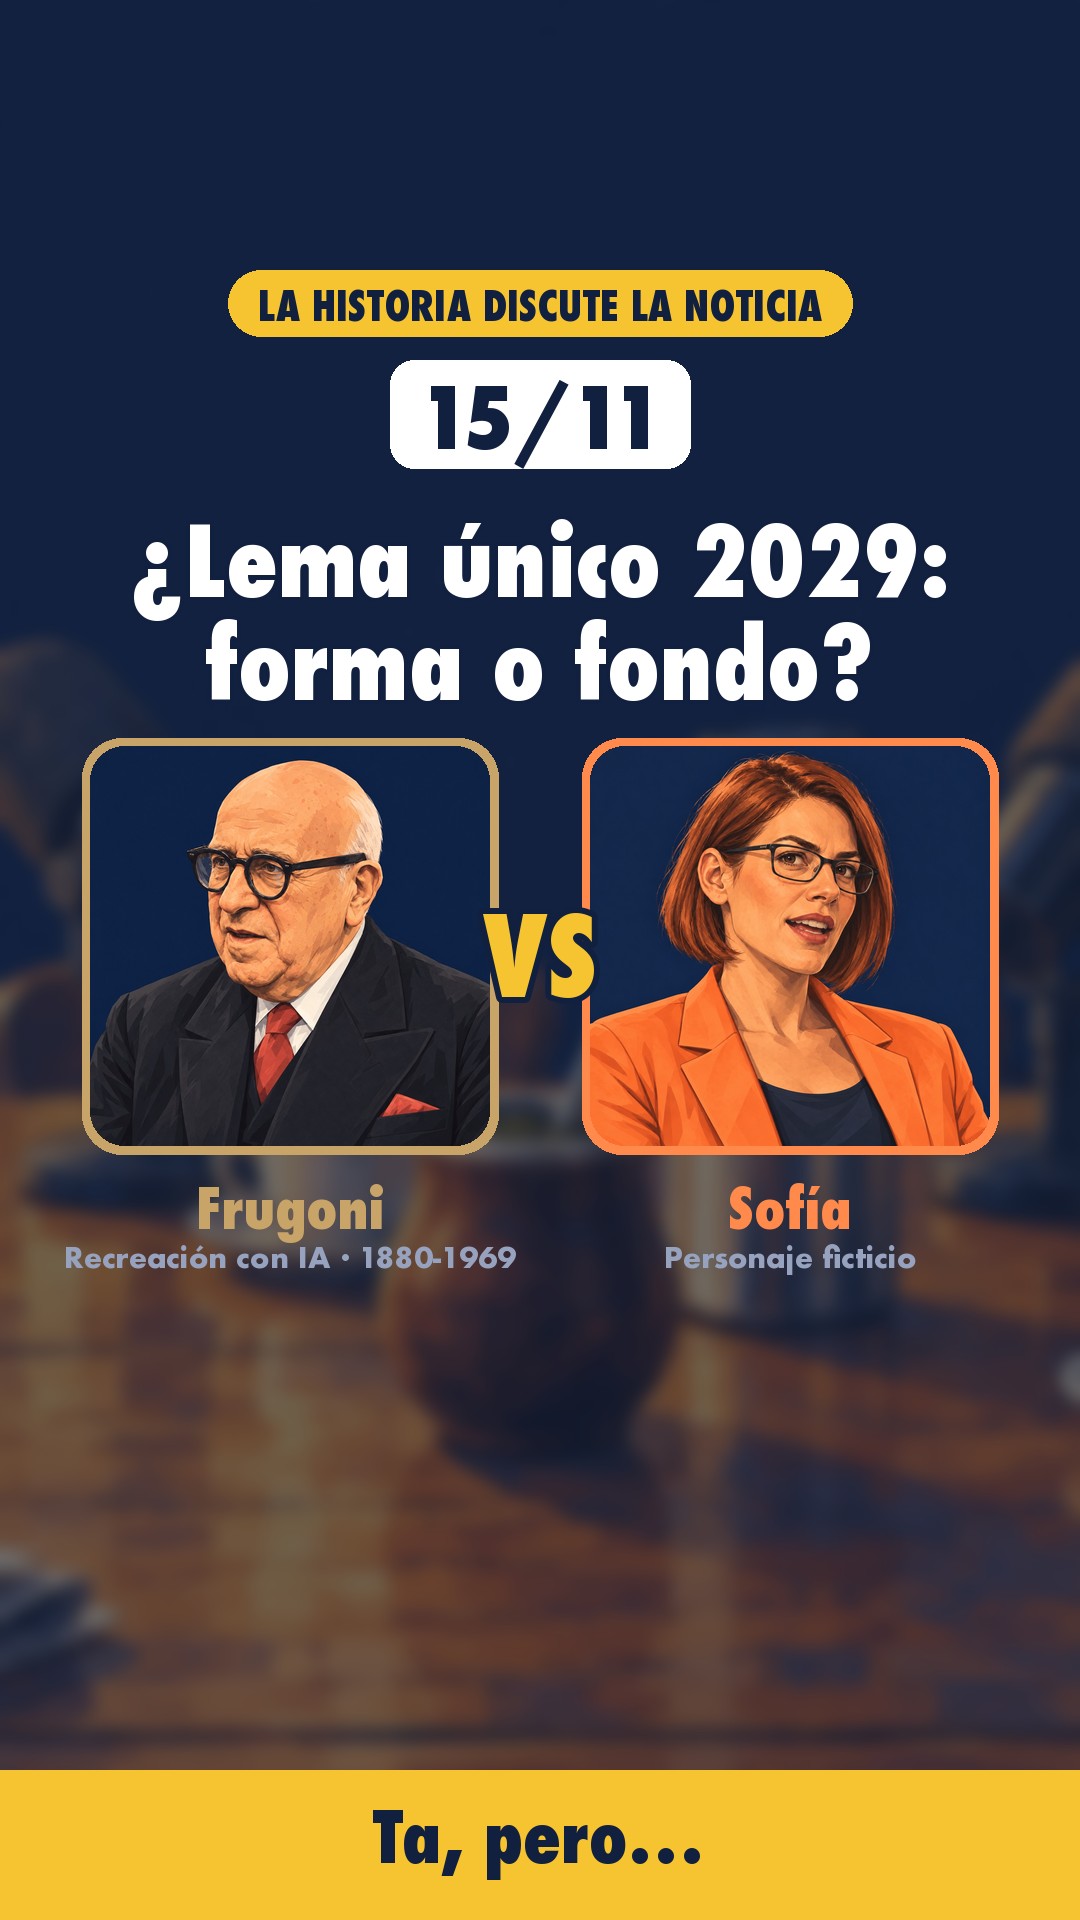 LA HISTORIA DISCUTE LA NOTICIA
15/11
¿Lema único 2029:
forma o fondo?
VS
Frugoni
Recreación con IA · 1880-1969
Sofía
Personaje ficticio
Ta, pero...